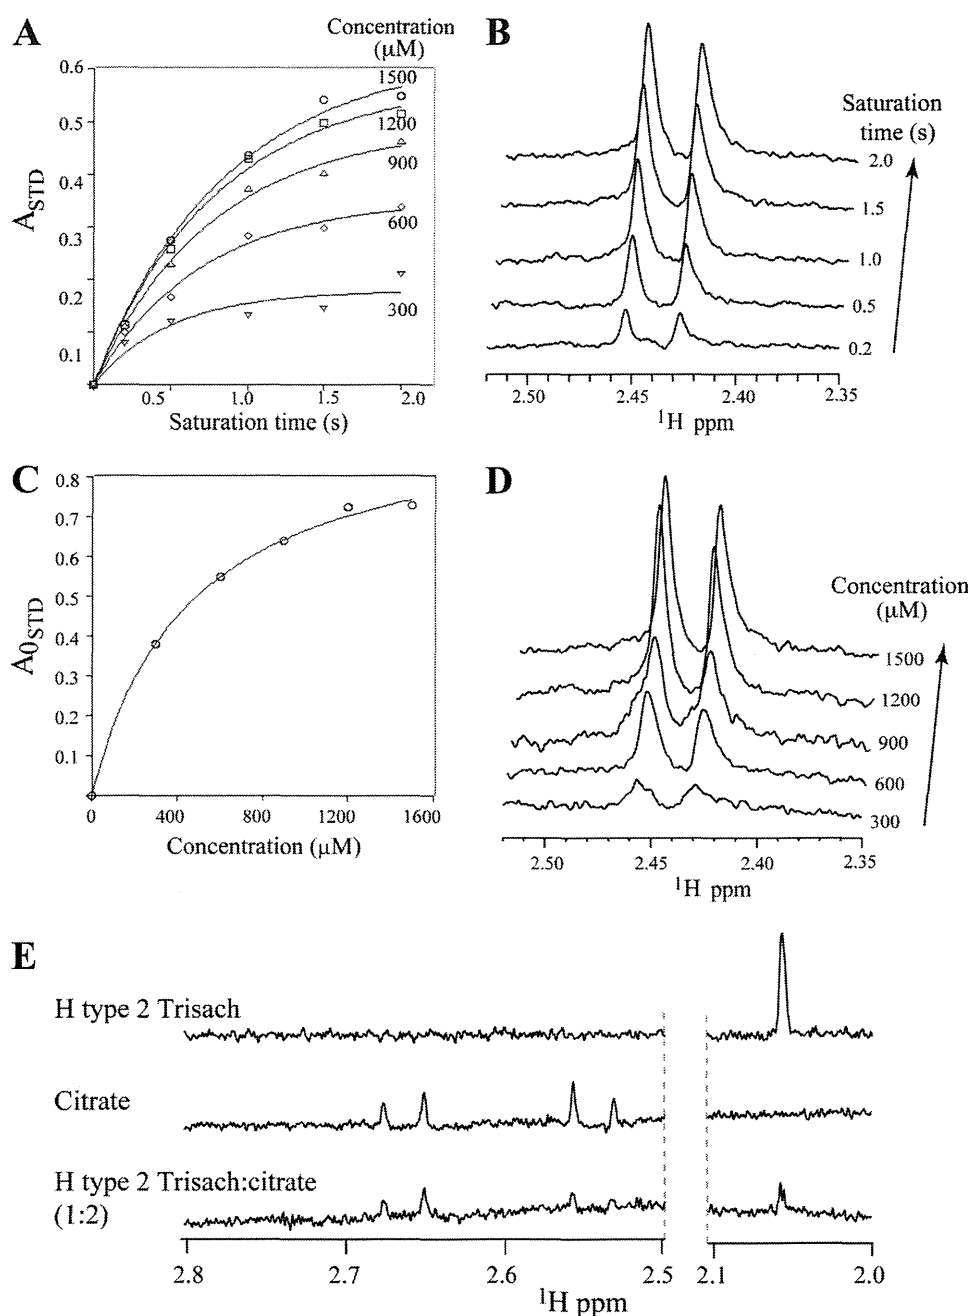 A
Concentration
(µM)
0.6
0.5
0.4
0.3
0.2
0.1
A_STD
1500
1200
900
600
300
0.5 1.0 1.5 2.0
Saturation time (s)
B
Saturation
time (s)
2.0
1.5
1.0
0.5
0.2
2.50 2.45 2.40 2.35
¹H ppm
C
0.8
0.7
0.6
0.5
0.4
0.3
0.2
0.1
A0_STD
0 400 800 1200 1600
Concentration (µM)
D
Concentration
(µM)
1500
1200
900
600
300
2.50 2.45 2.40 2.35
¹H ppm
E
H type 2 Trisach
Citrate
H type 2 Trisach:citrate
(1:2)
2.8 2.7 2.6 2.5 2.1 2.0
¹H ppm